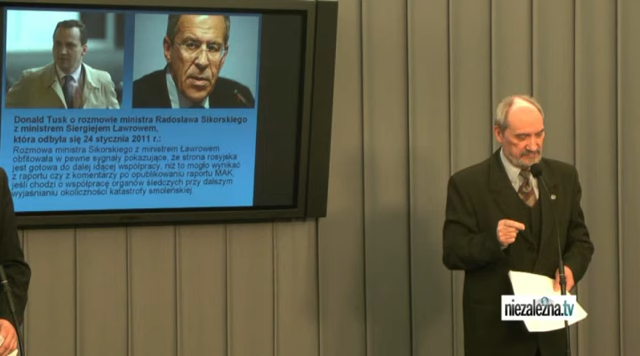 Donald Tusk o rozmowie ministra Radosława Sikorskiego
z ministrem Siergiejem Ławrowem,
która odbyła się 24 stycznia 2011 r.:
Rozmowa ministra Sikorskiego z ministrem Ławrowem
obfitowała w pewne sygnały pokazujące, że strona rosyjska
jest gotowa do dalej idącej współpracy, niż to mogło wynikać
z raportu czy z komentarzy po opublikowaniu raportu MAK,
jeśli chodzi o współpracę organów śledczych przy dalszym
wyjaśnianiu okoliczności katastrofy smoleńskiej
niezależna.tv